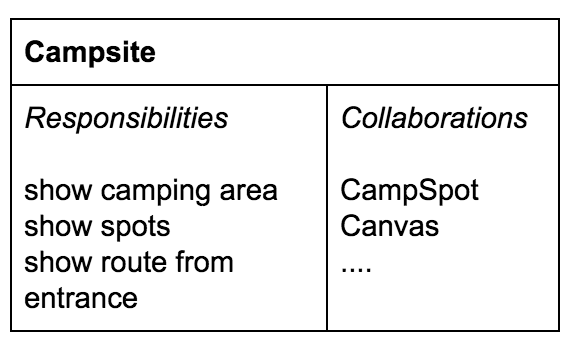 Campsite
Responsibilities
show camping area
show spots
show route from
entrance
Collaborations
CampSpot
Canvas
....